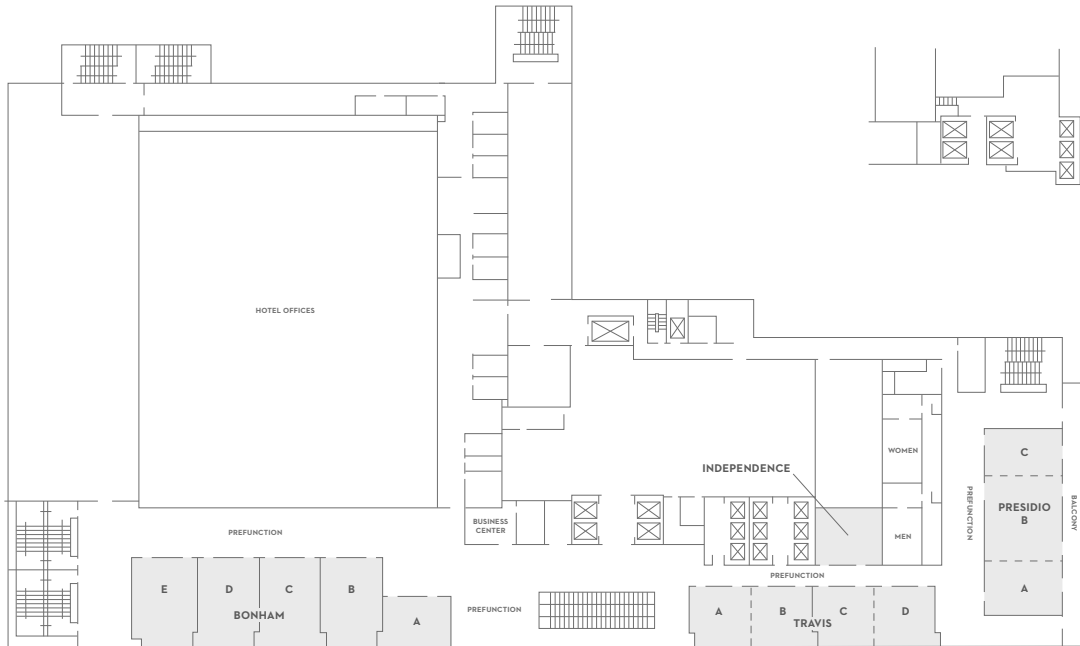 HOTEL OFFICES
WOMEN
INDEPENDENCE
C
PRESIDIO
B
A
PREFUNCTION
BALCONY
BUSINESS
CENTER
MEN
PREFUNCTION
PREFUNCTION
E
D
C
B
A
BONHAM
PREFUNCTION
A
B
C
D
TRAVIS